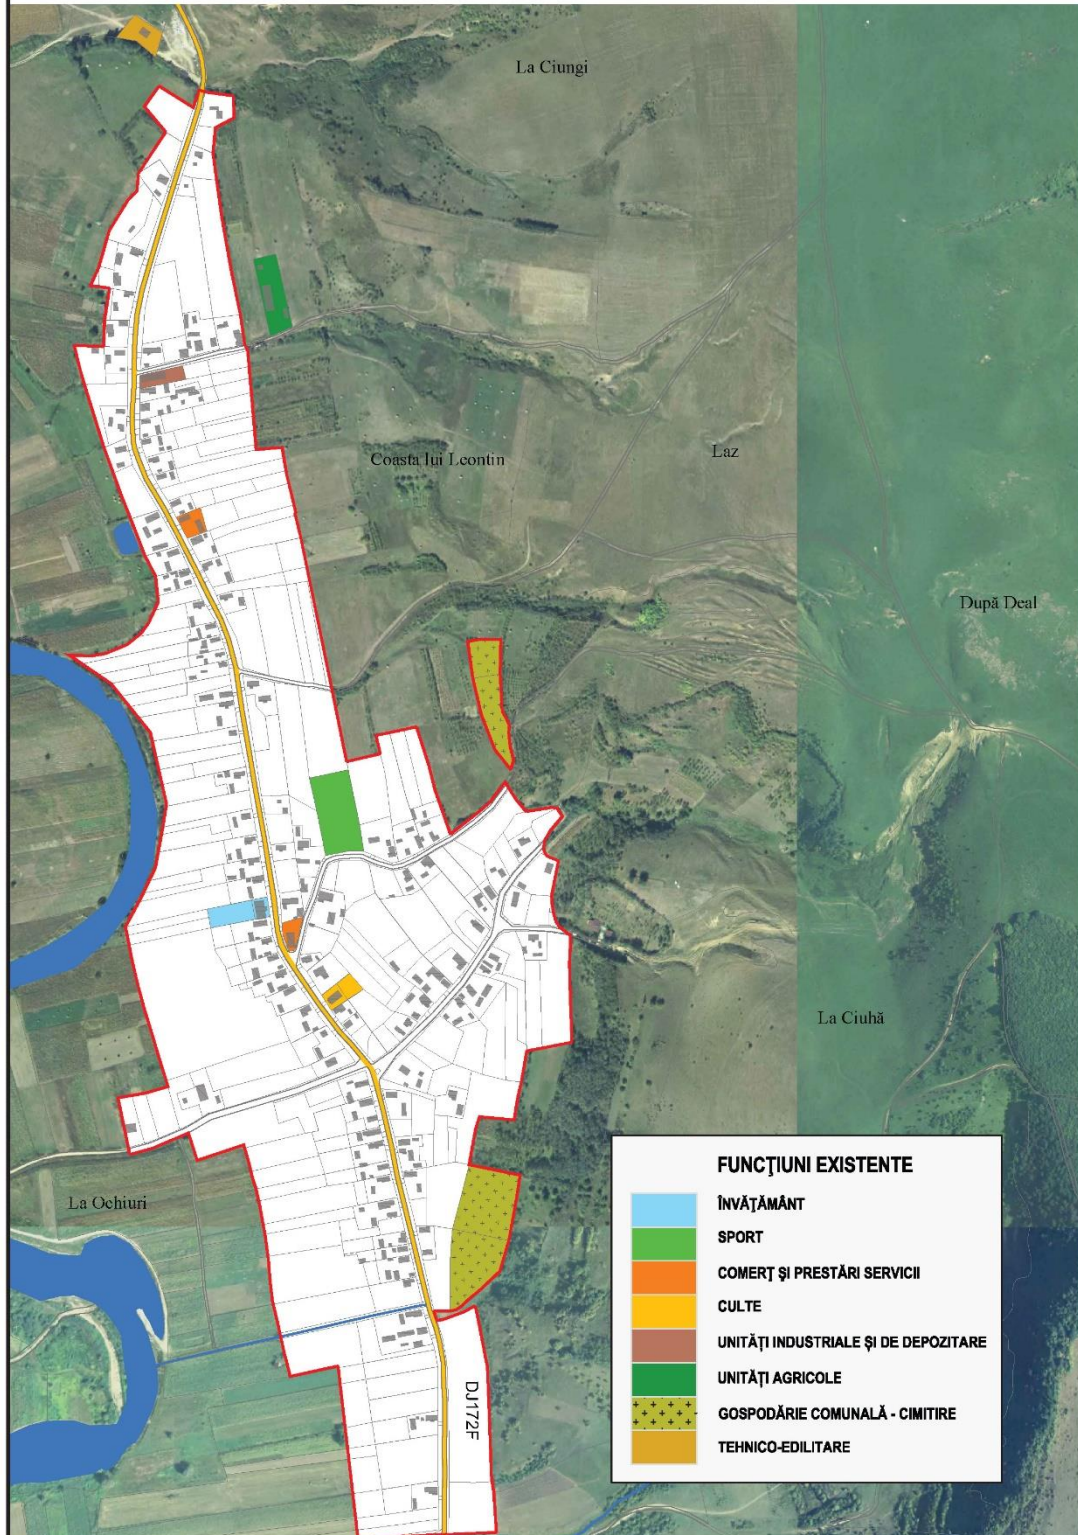 La Ciungi
Coasta lui Leontin
Laz
După Deal
La Ciuhă
La Ochiuri
DJ172F
FUNCŢIUNI EXISTENTE
ÎNVĂŢĂMÂNT
SPORT
COMERŢ ŞI PRESTĂRI SERVICII
CULTE
UNITĂŢI INDUSTRIALE ŞI DE DEPOZITARE
UNITĂŢI AGRICOLE
GOSPODĂRIE COMUNALĂ - CIMITIRE
TEHNICO-EDILITARE